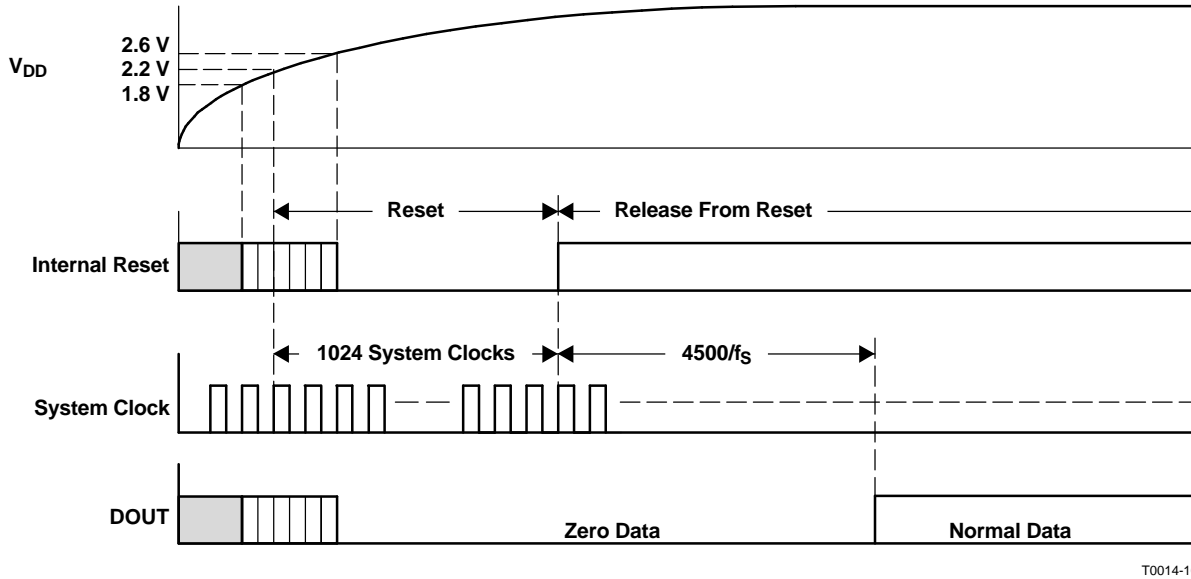 2.6 V
V_DD
2.2 V
1.8 V
Reset
Release From Reset
Internal Reset
1024 System Clocks
4500/f_S
System Clock
DOUT
Zero Data
Normal Data
T0014-1